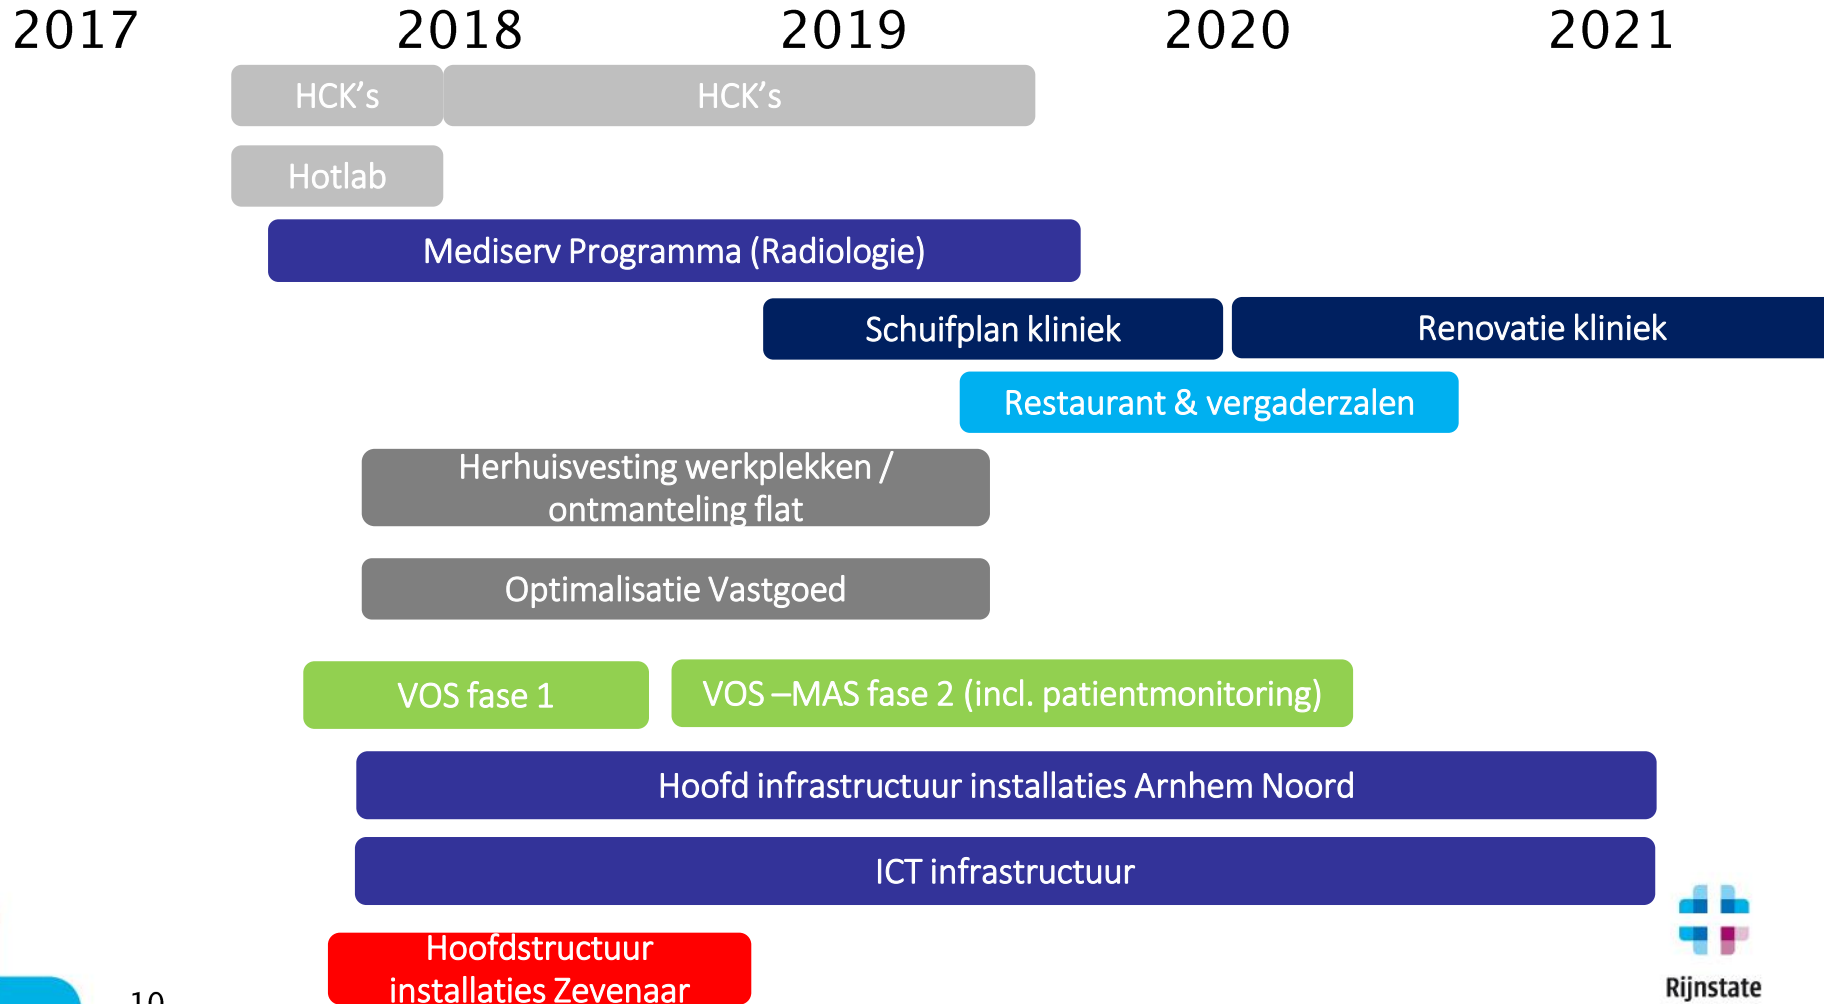 2017 2018 2019 2020 2021
HCK's HCK's
Hotlab
Mediserv Programma (Radiologie)
Schuifplan kliniek Renovatie kliniek
Restaurant & vergaderzalen
Herhuisvesting werkplekken /
ontmanteling flat
Optimalisatie Vastgoed
VOS fase 1 VOS –MAS fase 2 (incl. patientmonitoring)
Hoofd infrastructuur installaties Arnhem Noord
ICT infrastructuur
Hoofdstructuur
installaties Zevenaar
Rijnstate
10